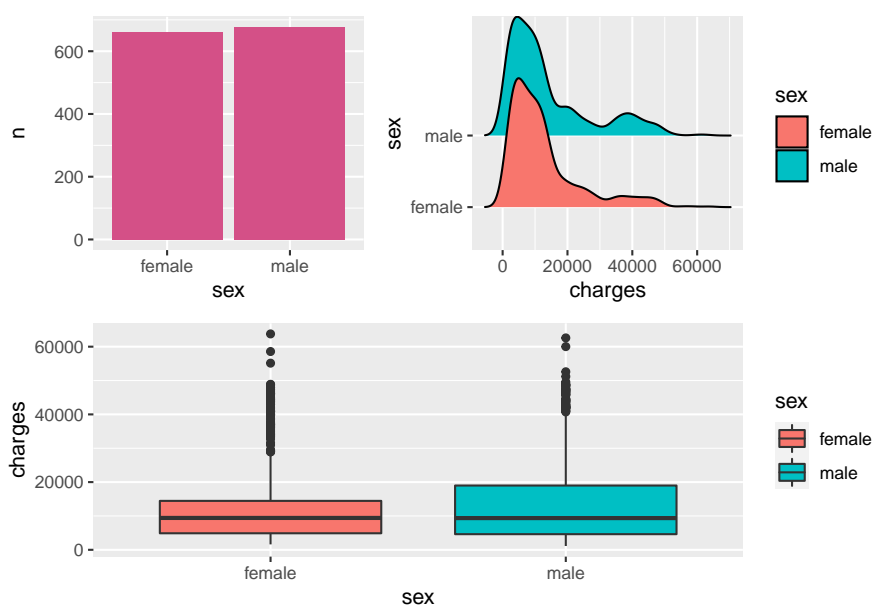 600
400
200
0
n
female
male
sex
sex
male
female
0
20000
40000
60000
charges
sex
female
male
60000
40000
20000
0
charges
female
male
sex
sex
female
male